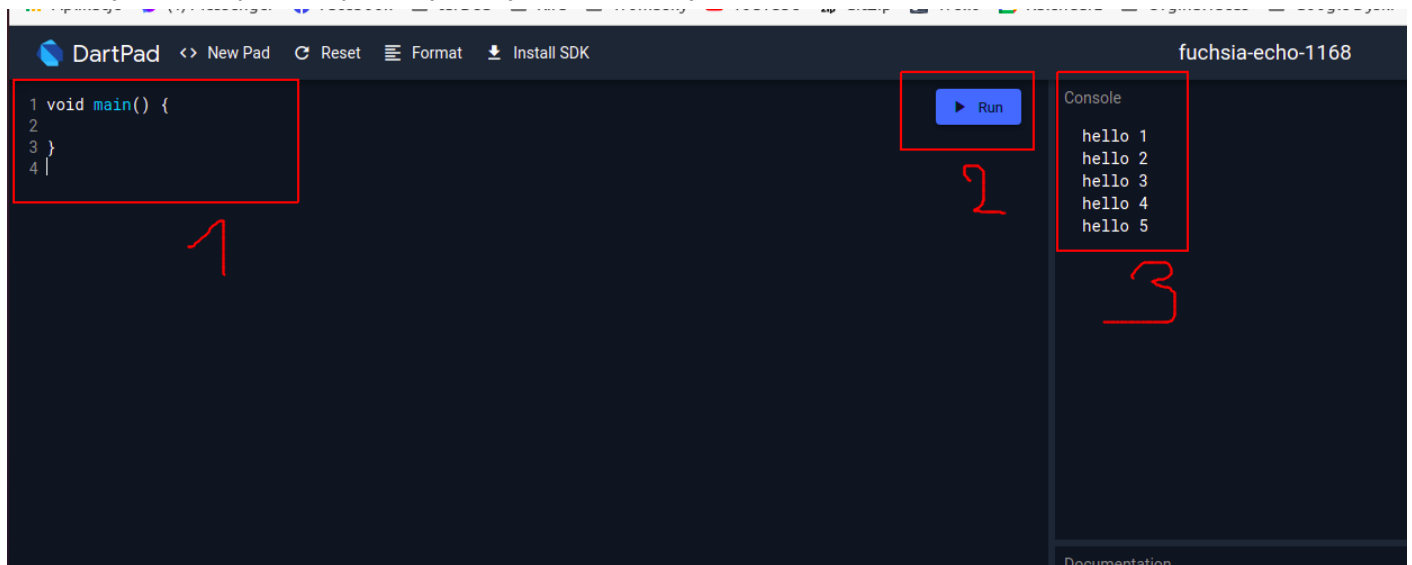 DartPad <> New Pad Reset Format Install SDK fuchsia-echo-1168
1 void main() {
2
3 }
4
1
Run
2
Console
hello 1
hello 2
hello 3
hello 4
hello 5
3
Documentation